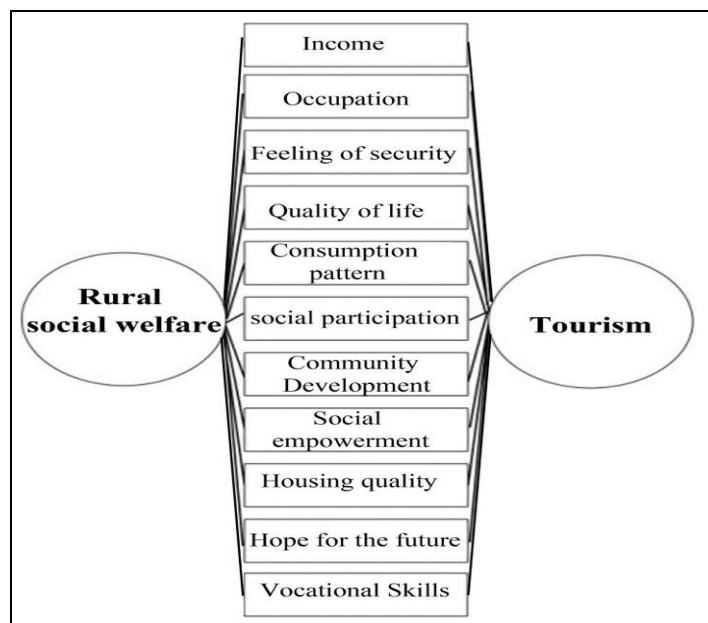 Income
Occupation
Feeling of security
Quality of life
Consumption
pattern
Rural
social welfare
social participation
Tourism
Community
Development
Social
empowerment
Housing quality
Hope for the future
Vocational Skills